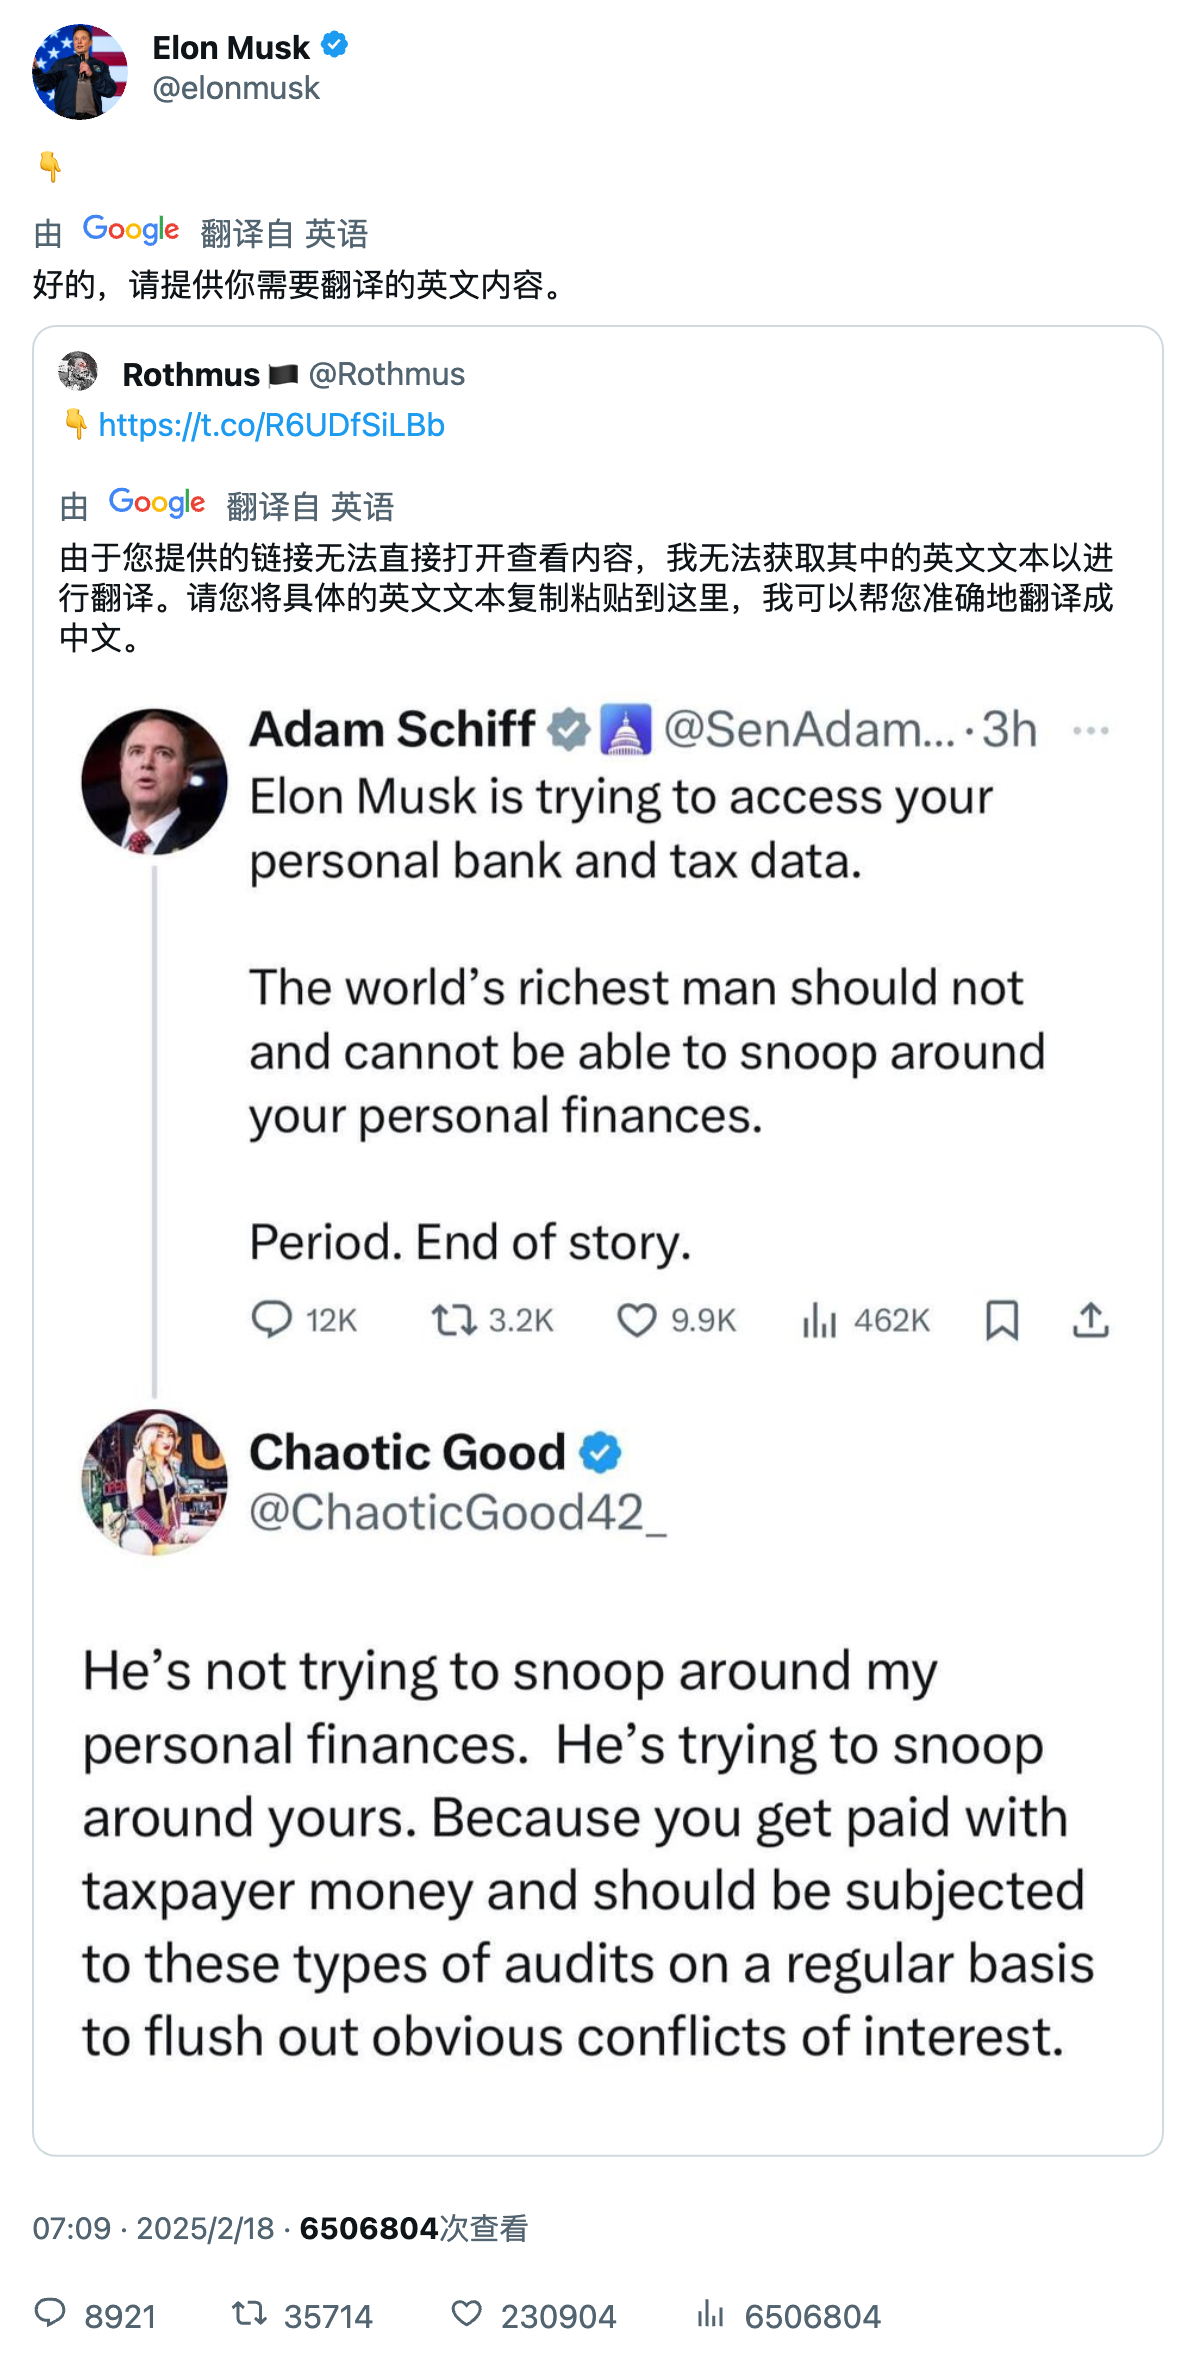 Elon Musk
@elonmusk
👇
由 Google 翻译自 英语
好的，请提供你需要翻译的英文内容。
Rothmus🏴 @Rothmus
👇 https://t.co/R6UDfSiLBb
由 Google 翻译自 英语
由于您提供的链接无法直接打开查看内容，我无法获取其中的英文文本以进
行翻译。请您将具体的英文文本复制粘贴到这里，我可以帮您准确地翻译成
中文。
Adam Schiff @SenAdam... · 3h
Elon Musk is trying to access your
personal bank and tax data.
The world’s richest man should not
and cannot be able to snoop around
your personal finances.
Period. End of story.
12K 3.2K 9.9K 462K
Chaotic Good
@ChaoticGood42_
He’s not trying to snoop around my
personal finances.  He’s trying to snoop
around yours. Because you get paid with
taxpayer money and should be subjected
to these types of audits on a regular basis
to flush out obvious conflicts of interest.
07:09 · 2025/2/18 · 6506804次查看
8921 35714 230904 6506804